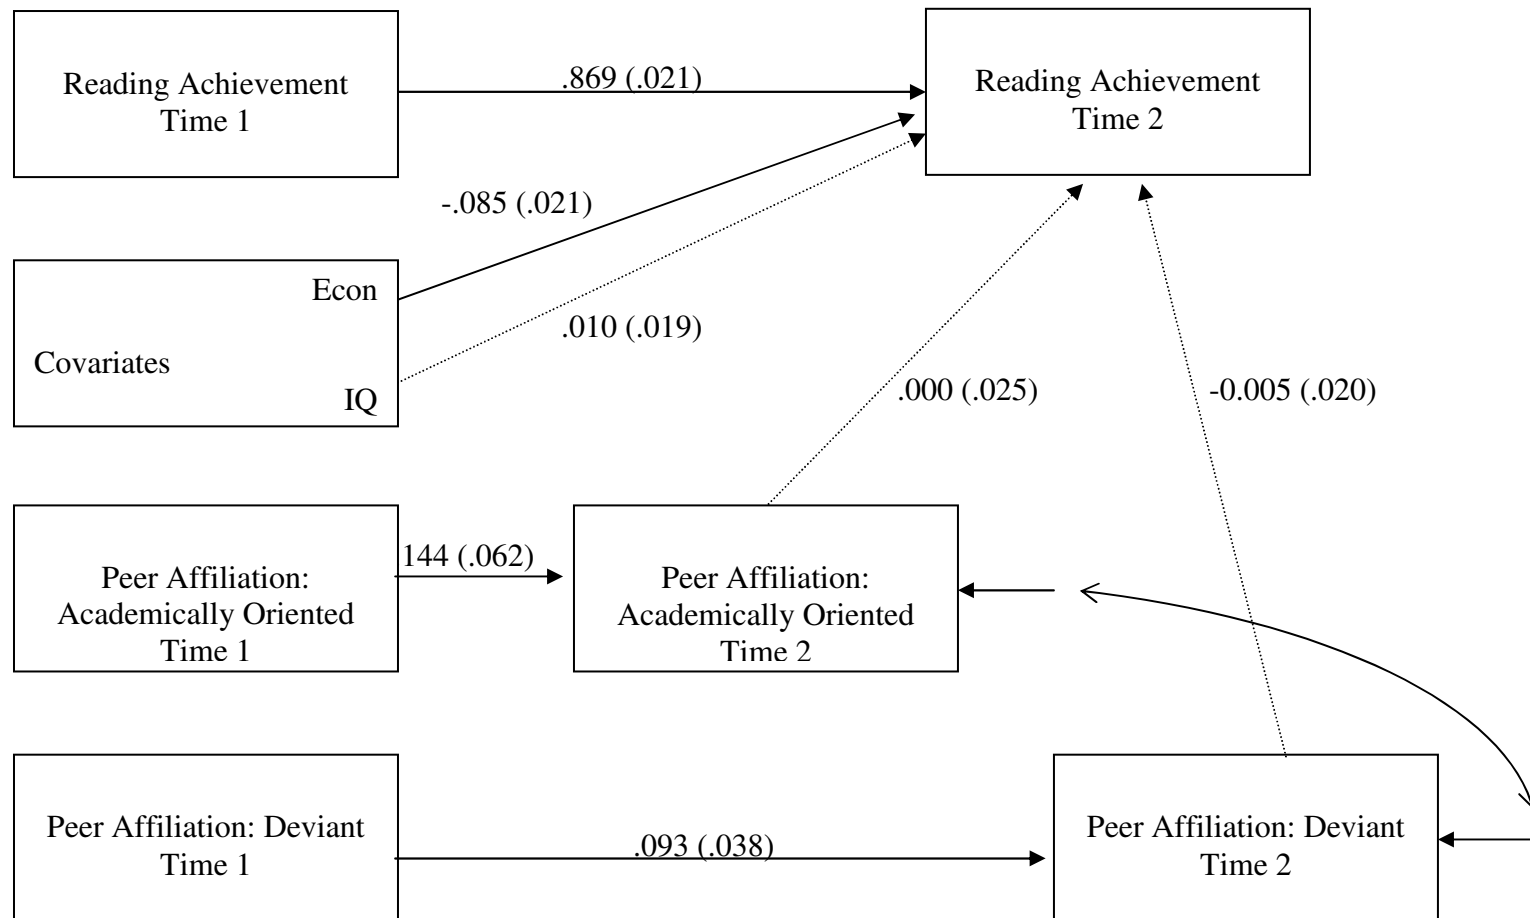 Reading Achievement
Time 1
.869 (.021)
Reading Achievement
Time 2
-.085 (.021)
Econ
Covariates
IQ
.010 (.019)
.000 (.025)
-0.005 (.020)
Peer Affiliation:
Academically Oriented
Time 1
144 (.062)
Peer Affiliation:
Academically Oriented
Time 2
Peer Affiliation: Deviant
Time 1
.093 (.038)
Peer Affiliation: Deviant
Time 2